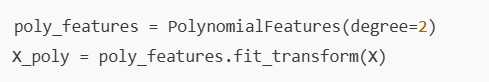 poly_features = PolynomialFeatures(degree=2)
X_poly = poly_features.fit_transform(X)